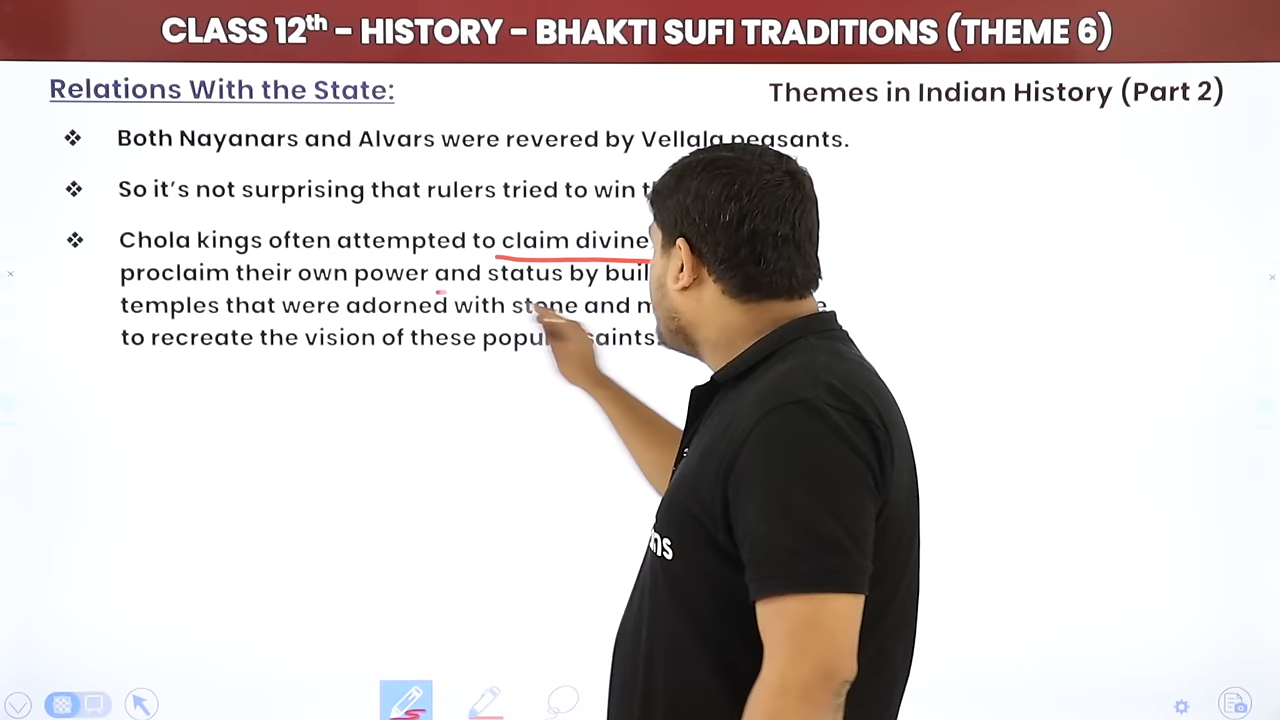 CLASS 12th – HISTORY – BHAKTI SUFI TRADITIONS (THEME 6)
Relations With the State:
Themes in Indian History (Part 2)
❖ Both Nayanars and Alvars were revered by Vellala peasants.
❖ So it's not surprising that rulers tried to win
❖ Chola kings often attempted to claim divine
proclaim their own power and status by
temples that were adorned with stone and
to recreate the vision of these saints.